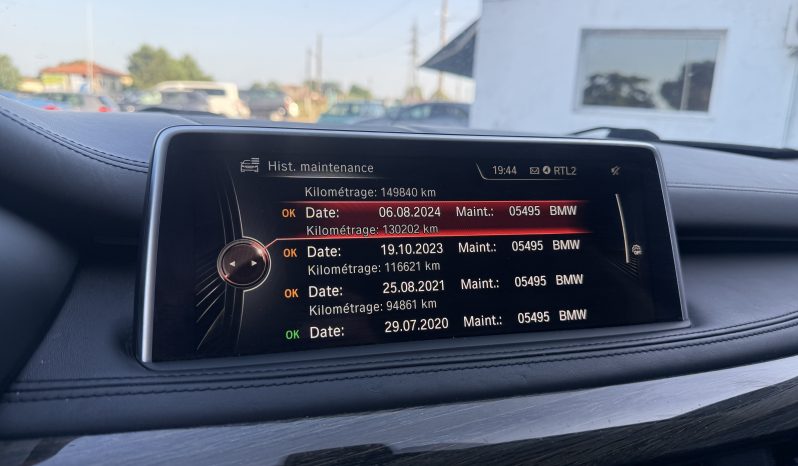 Hist. maintenance 19:44 RTL2
Kilométrage: 149840 km
OK Date: 06.08.2024 Maint.: 05495 BMW
Kilométrage: 130202 km
OK Date: 19.10.2023 Maint.: 05495 BMW
Kilométrage: 116621 km
OK Date: 25.08.2021 Maint.: 05495 BMW
Kilométrage: 94861 km
OK Date: 29.07.2020 Maint.: 05495 BMW